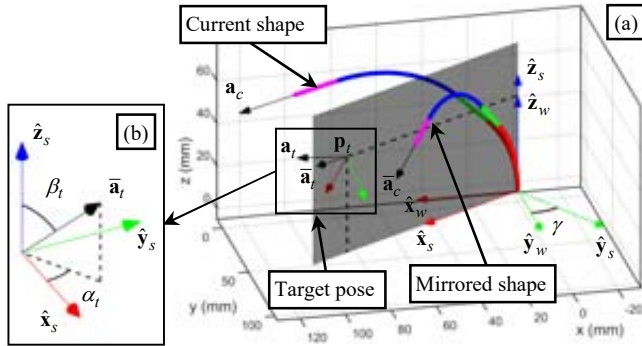 (a)
Current shape
60
40
20
0
z (mm)
a_c
ẑ_s
ẑ_w
p_t
a_t
ā_t
ā_c
x̂_w
x̂_s
ŷ_w
γ
ŷ_s
Target pose
Mirrored shape
0
50
100
y (mm)
120
100
80
60
40
20
0
-20
x (mm)
(b)
ẑ_s
β_t
ā_t
ŷ_s
α_t
x̂_s